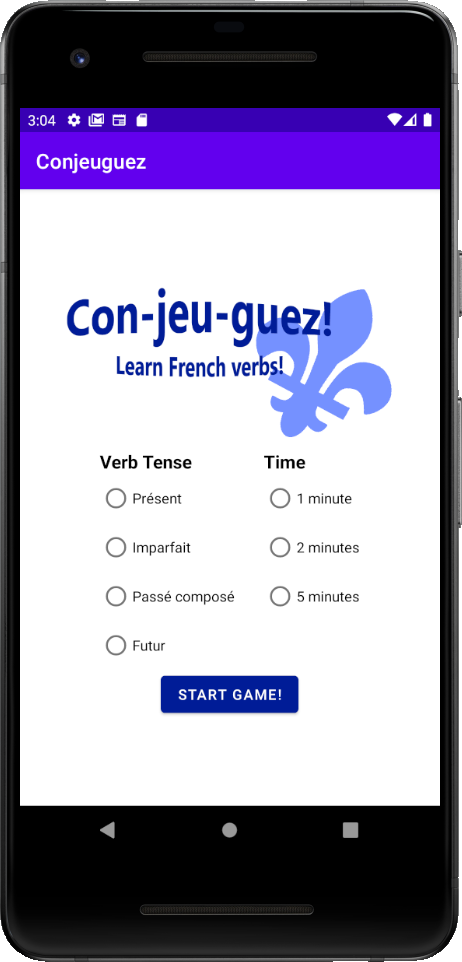 3:04
Conjeuguez
Con-jeu-guez!
Learn French verbs!
Verb Tense
Présent
Imparfait
Passé composé
Futur
Time
1 minute
2 minutes
5 minutes
START GAME!